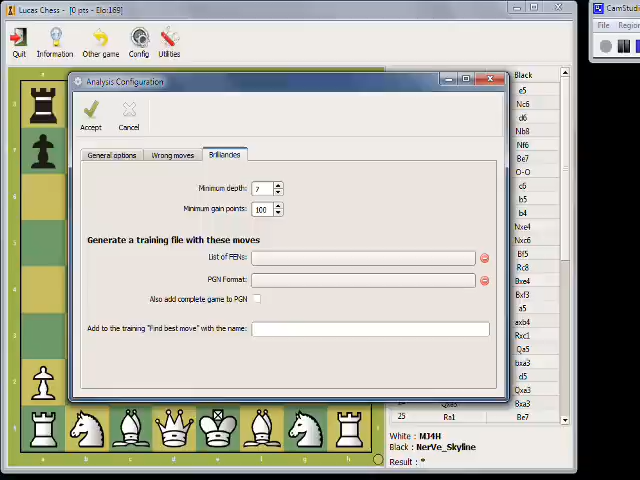 Lucas Chess - [0 pts - Elo:169]
CamStudi
File Region
Quit Information Other game Config Utilities
Analysis Configuration
Accept Cancel
General options Wrong moves Brilliandes
Minimum depth: 7
Minimum gain points: 100
Generate a training file with these moves
List of FENs:
PGN Format:
Also add complete game to PGN
Add to the training "Find best move" with the name:
Black
e5
Nc6
d6
Nb8
Nf6
Be7
O-O
c6
b5
b4
Nxe4
Nxc6
Bf5
Rc8
Bxe4
Bxf3
a5
axb4
Rxc1
Qa5
bxa3
d5
Qxa3
Qxa3 Bxa3
25 Ra1 Be7
a b c d e f g h
White : MJ4H
Black : NerVe_Skyline
Result : *